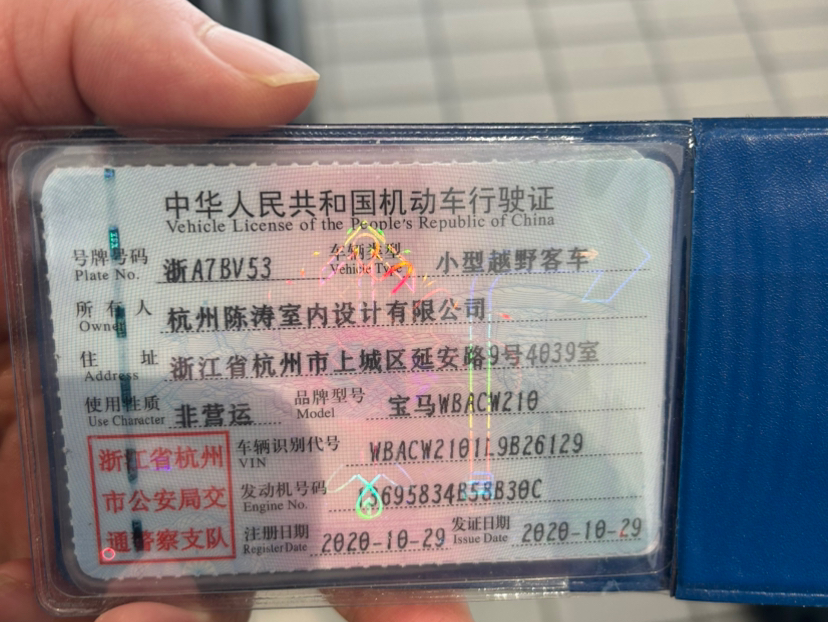 中华人民共和国机动车行驶证
Vehicle License of the People's Republic of China
号牌号码 浙A7BV53 车辆类型 小型越野客车
Plate No. Vehicle Type
所有人 杭州陈涛室内设计有限公司
Owner
住址 浙江省杭州市上城区延安路9号4039室
Address
使用性质 非营运 品牌型号 宝马WBACW210
Use Character Model
浙江省杭州 车辆识别代号 WBACW2101L9B26129
VIN
市公安局交 发动机号码 5695834B58B30C
Engine No.
通警察支队 注册日期 2020-10-29 发证日期 2020-10-29
Register Date Issue Date